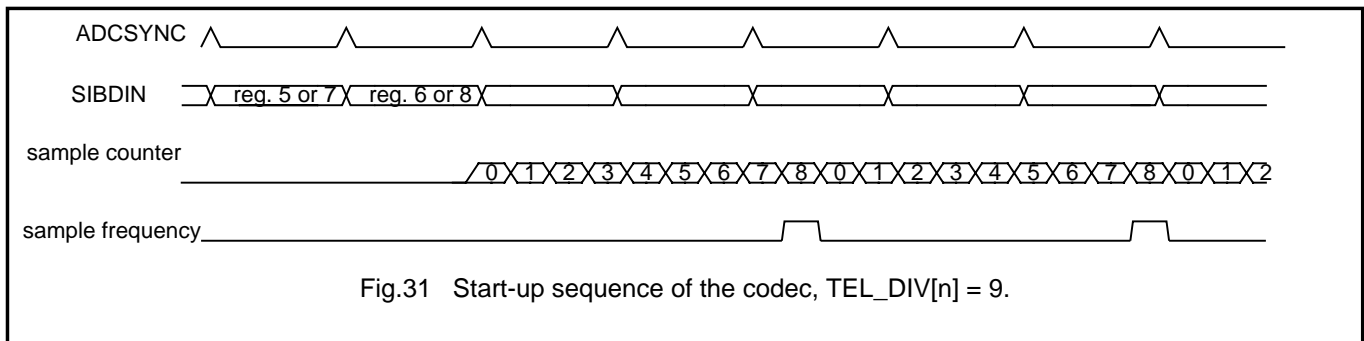 ADCSYNC
SIBDIN reg. 5 or 7 reg. 6 or 8
sample counter
0 1 2 3 4 5 6 7 8 0 1 2 3 4 5 6 7 8 0 1 2
sample frequency
Fig.31 Start-up sequence of the codec, TEL_DIV[n] = 9.